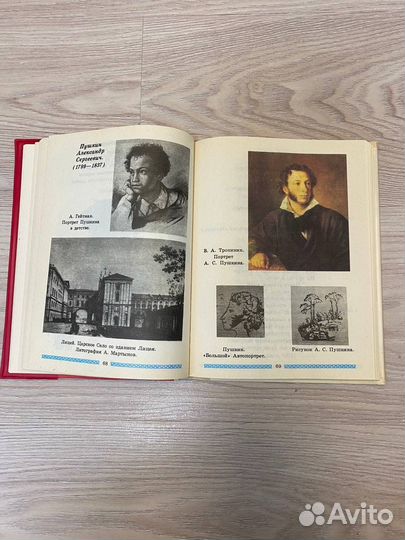 Пушкин
Александр
Сергеевич.
(1799—1837)
А. Гейтман.
Портрет Пушкина
в детстве.
Лицей. Царское Село со зданием Лицея.
Литография А. Мартынова.
68
В. А. Тропинин.
Портрет
А. С. Пушкина.
Пушкин.
«Большой» Автопортрет.
Рисунок А. С. Пушкина.
69
Avito